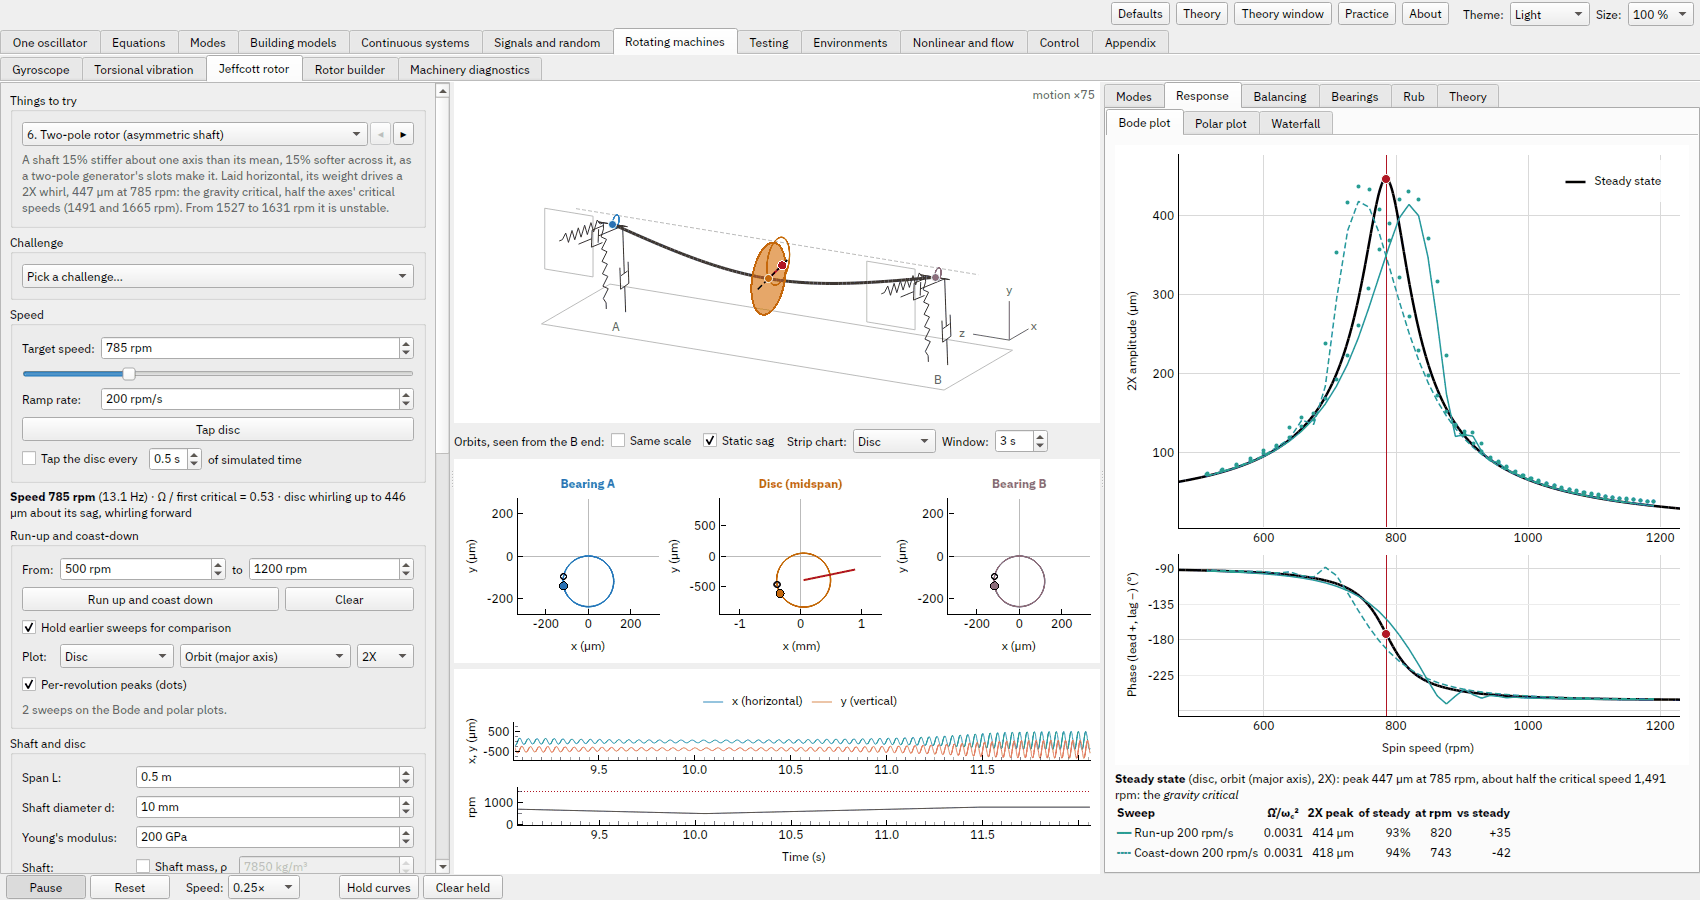 Defaults Theory Theory window Practice About Theme: Light Size: 100 %
One oscillator Equations Modes Building models Continuous systems Signals and random Rotating machines Testing Environments Nonlinear and flow Control Appendix
Gyroscope Torsional vibration Jeffcott rotor Rotor builder Machinery diagnostics
Things to try
6. Two-pole rotor (asymmetric shaft)
A shaft 15% stiffer about one axis than its mean, 15% softer across it, as
a two-pole generator's slots make it. Laid horizontal, its weight drives a
2X whirl, 447 µm at 785 rpm: the gravity critical, half the axes' critical
speeds (1491 and 1665 rpm). From 1527 to 1631 rpm it is unstable.
Challenge
Pick a challenge...
Speed
Target speed: 785 rpm
Ramp rate: 200 rpm/s
Tap disc
Tap the disc every 0.5 s of simulated time
Speed 785 rpm (13.1 Hz) · Ω / first critical = 0.53 · disc whirling up to 446
µm about its sag, whirling forward
Run-up and coast-down
From: 500 rpm to 1200 rpm
Run up and coast down Clear
Hold earlier sweeps for comparison
Plot: Disc Orbit (major axis) 2X
Per-revolution peaks (dots)
2 sweeps on the Bode and polar plots.
Shaft and disc
Span L: 0.5 m
Shaft diameter d: 10 mm
Young's modulus: 200 GPa
Shaft: Shaft mass, ρ 7850 kg/m³
Pause Reset Speed: 0.25× Hold curves Clear held
motion ×75
A
B
y
z
x
Orbits, seen from the B end: Same scale Static sag Strip chart: Disc Window: 3 s
Bearing A Disc (midspan) Bearing B
y (µm) 200 0 -200
-200 0 200
x (µm)
y (µm) 500 0 -500
-1 0 1
x (mm)
y (µm) 200 0 -200
-200 0 200
x (µm)
x (horizontal) y (vertical)
x, y (µm) 500 -500
9.5 10.0 10.5 11.0 11.5
rpm 1000 0
9.5 10.0 10.5 11.0 11.5
Time (s)
Modes Response Balancing Bearings Rub Theory
Bode plot Polar plot Waterfall
Steady state
2X amplitude (µm)
400
300
200
100
600 800 1000 1200
Phase (lead +, lag −) (°)
-90
-135
-180
-225
600 800 1000 1200
Spin speed (rpm)
Steady state (disc, orbit (major axis), 2X): peak 447 µm at 785 rpm, about half the critical speed 1,491
rpm: the gravity critical
Sweep Ω̇/ω꜀² 2X peak of steady at rpm vs steady
Run-up 200 rpm/s 0.0031 414 µm 93% 820 +35
Coast-down 200 rpm/s 0.0031 418 µm 94% 743 -42